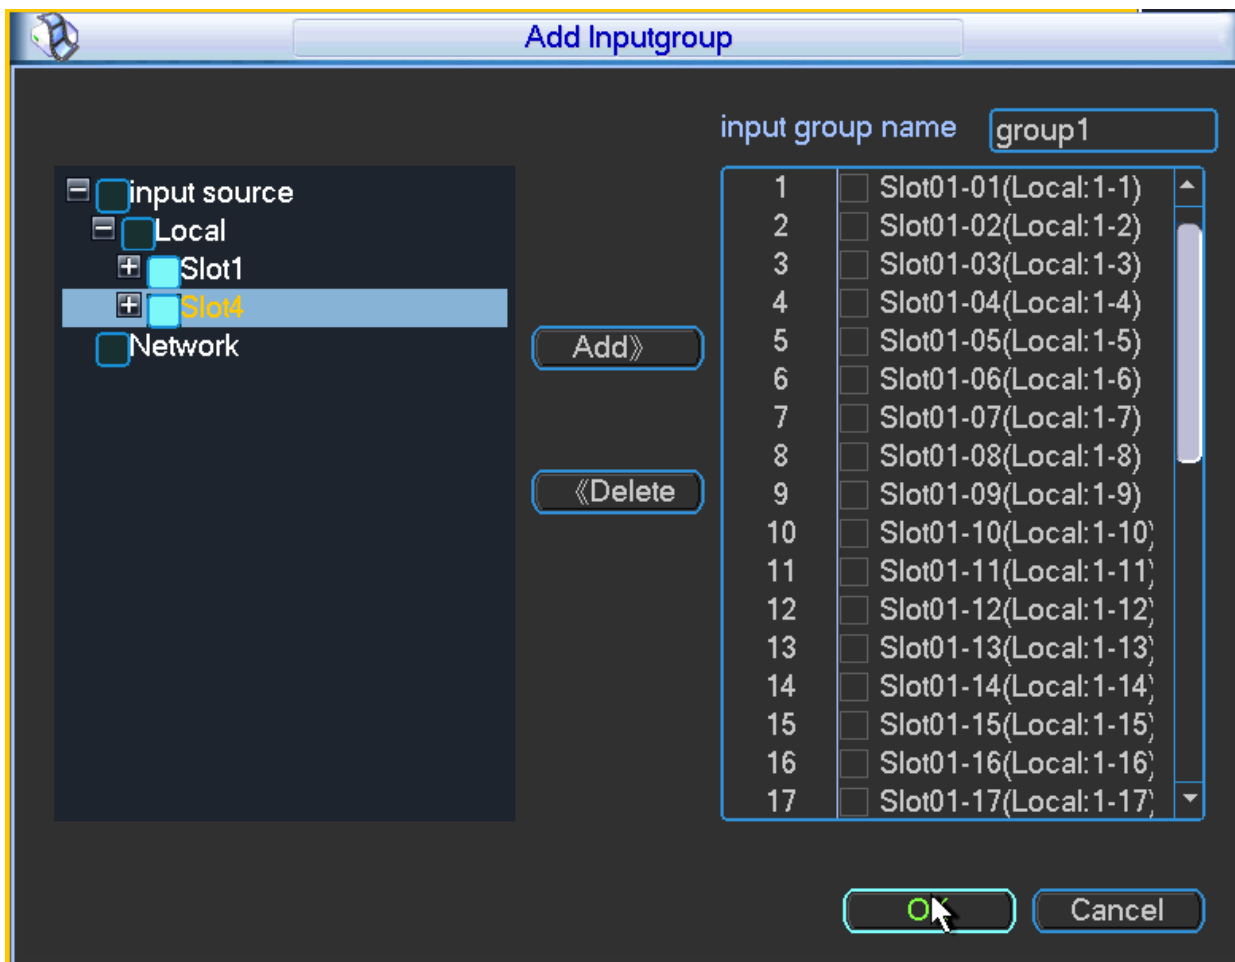 Add Inputgroup
input group name group1
input source
Local
Slot1
Slot4
Network
Add》
《Delete
1 Slot01-01(Local:1-1)
2 Slot01-02(Local:1-2)
3 Slot01-03(Local:1-3)
4 Slot01-04(Local:1-4)
5 Slot01-05(Local:1-5)
6 Slot01-06(Local:1-6)
7 Slot01-07(Local:1-7)
8 Slot01-08(Local:1-8)
9 Slot01-09(Local:1-9)
10 Slot01-10(Local:1-10)
11 Slot01-11(Local:1-11)
12 Slot01-12(Local:1-12)
13 Slot01-13(Local:1-13)
14 Slot01-14(Local:1-14)
15 Slot01-15(Local:1-15)
16 Slot01-16(Local:1-16)
17 Slot01-17(Local:1-17)
OK Cancel